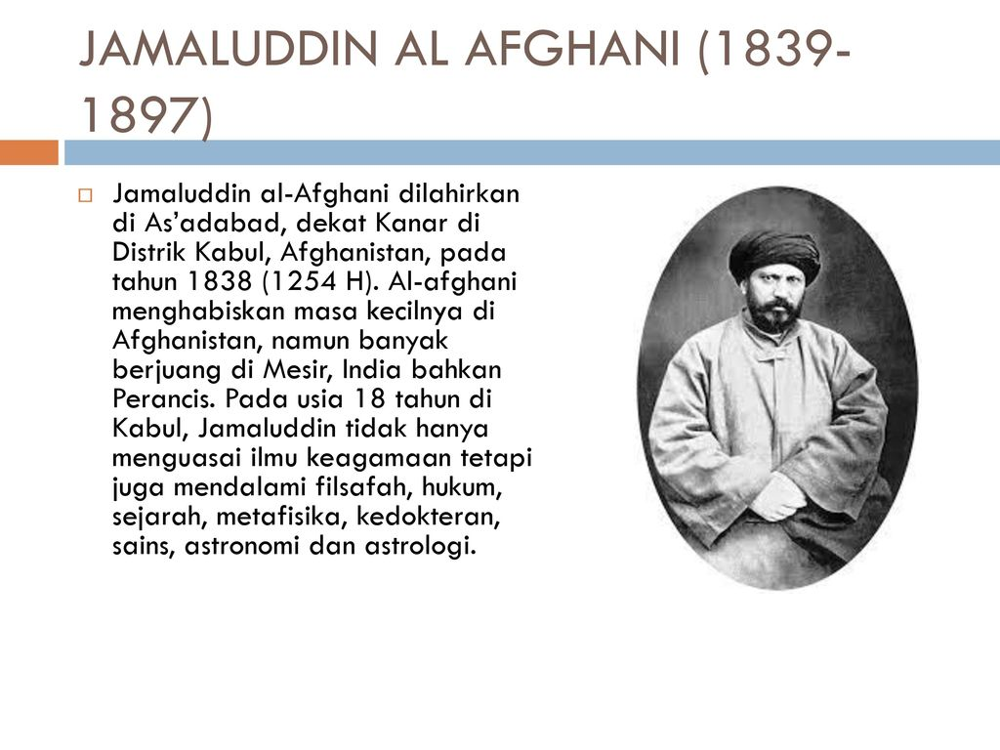 JAMALUDDIN AL AFGHANI (1839-
1897)
Jamaluddin al-Afghani dilahirkan
di As’adabad, dekat Kanar di
Distrik Kabul, Afghanistan, pada
tahun 1838 (1254 H). Al-afghani
menghabiskan masa kecilnya di
Afghanistan, namun banyak
berjuang di Mesir, India bahkan
Perancis. Pada usia 18 tahun di
Kabul, Jamaluddin tidak hanya
menguasai ilmu keagamaan tetapi
juga mendalami filsafah, hukum,
sejarah, metafisika, kedokteran,
sains, astronomi dan astrologi.